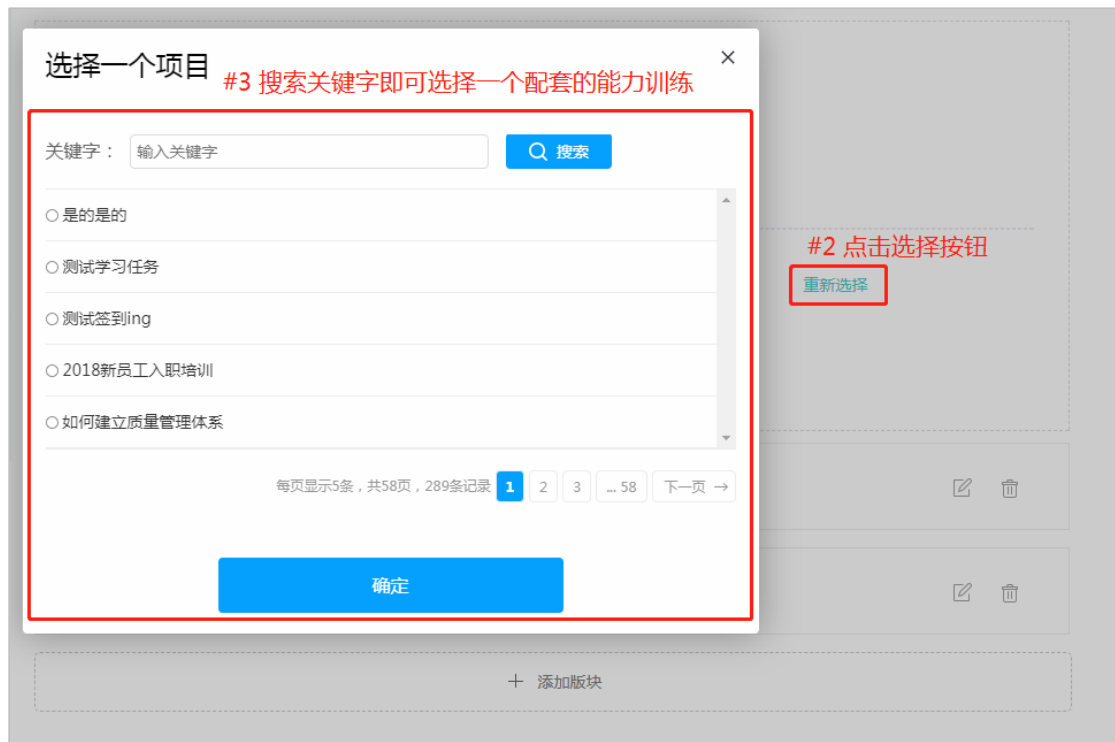 选择一个项目
#3 搜索关键字即可选择一个配套的能力训练
关键字：
输入关键字
搜索
是的是的
#2 点击选择按钮
测试学习任务
重新选择
测试签到ing
2018新员工入职培训
如何建立质量管理体系
每页显示5条，共58页，289条记录 1 2 3 ... 58 下一页 →
确定
添加版块